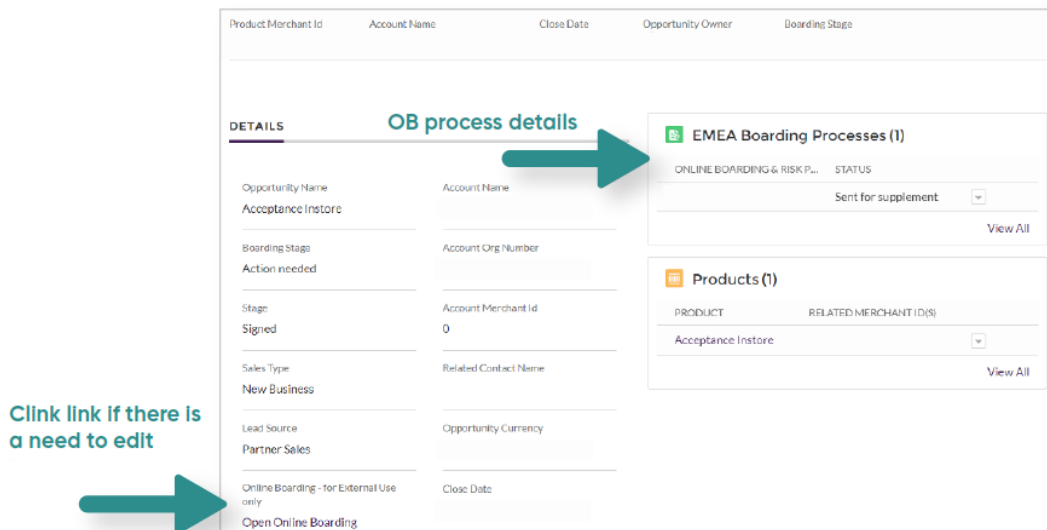 Product Merchant Id Account Name Close Date Opportunity Owner Boarding Stage
DETAILS
OB process details
EMEA Boarding Processes (1)
ONLINE BOARDING & RISK P... STATUS
Sent for supplement
View All
Products (1)
PRODUCT RELATED MERCHANT ID(S)
Acceptance Instore
View All
Opportunity Name Account Name
Acceptance Instore
Boarding Stage Account Org Number
Action needed
Stage Account Merchant Id
Signed 0
Sales Type Related Contact Name
New Business
Clink link if there is
a need to edit
Lead Source Opportunity Currency
Partner Sales
Online Boarding - for External Use Close Date
only
Open Online Boarding